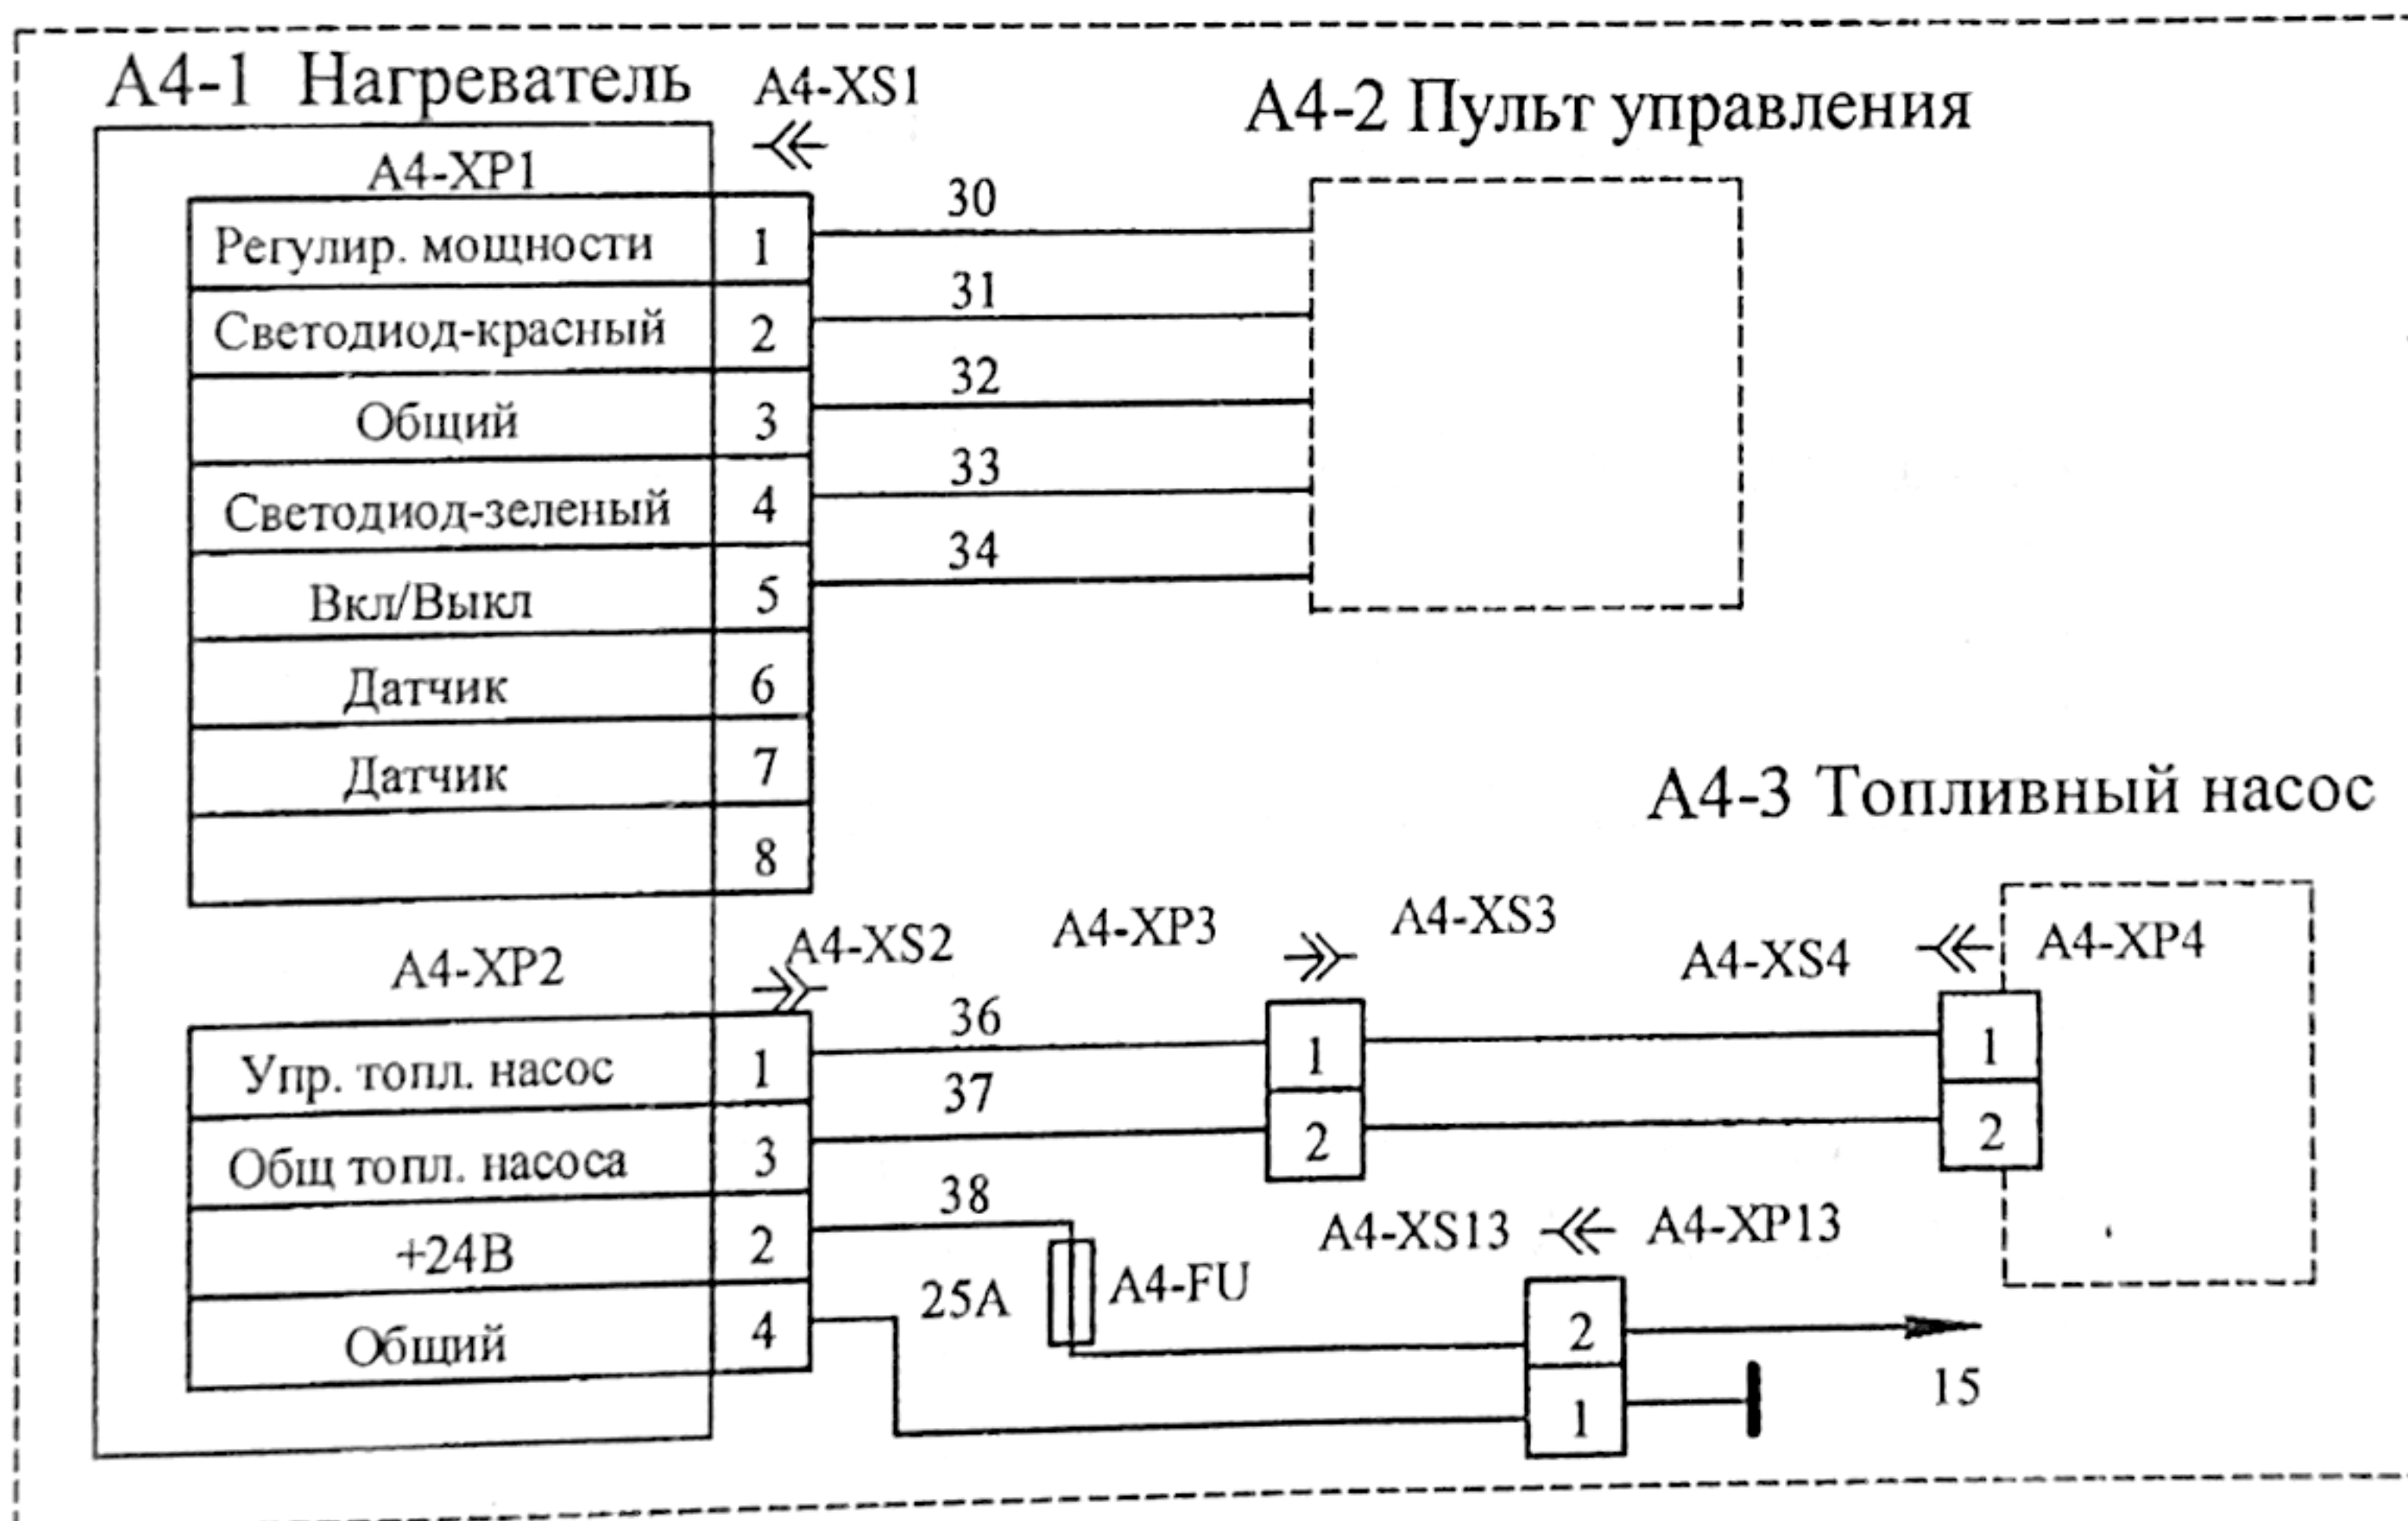 А4-1 Нагреватель
А4-XS1
А4-2 Пульт управления
А4-XP1
Регулир. мощности 1 30
Светодиод-красный 2 31
Общий 3 32
Светодиод-зеленый 4 33
Вкл/Выкл 5 34
Датчик 6
Датчик 7
8
А4-3 Топливный насос
А4-XP2
А4-XS2
А4-XP3
А4-XS3
А4-XS4
А4-XP4
Упр. топл. насос 1 36 1 1
Общ топл. насоса 3 37 2 2
+24В 2 38
Общий 4
25А
А4-FU
А4-XS13
А4-XP13
2
1
15